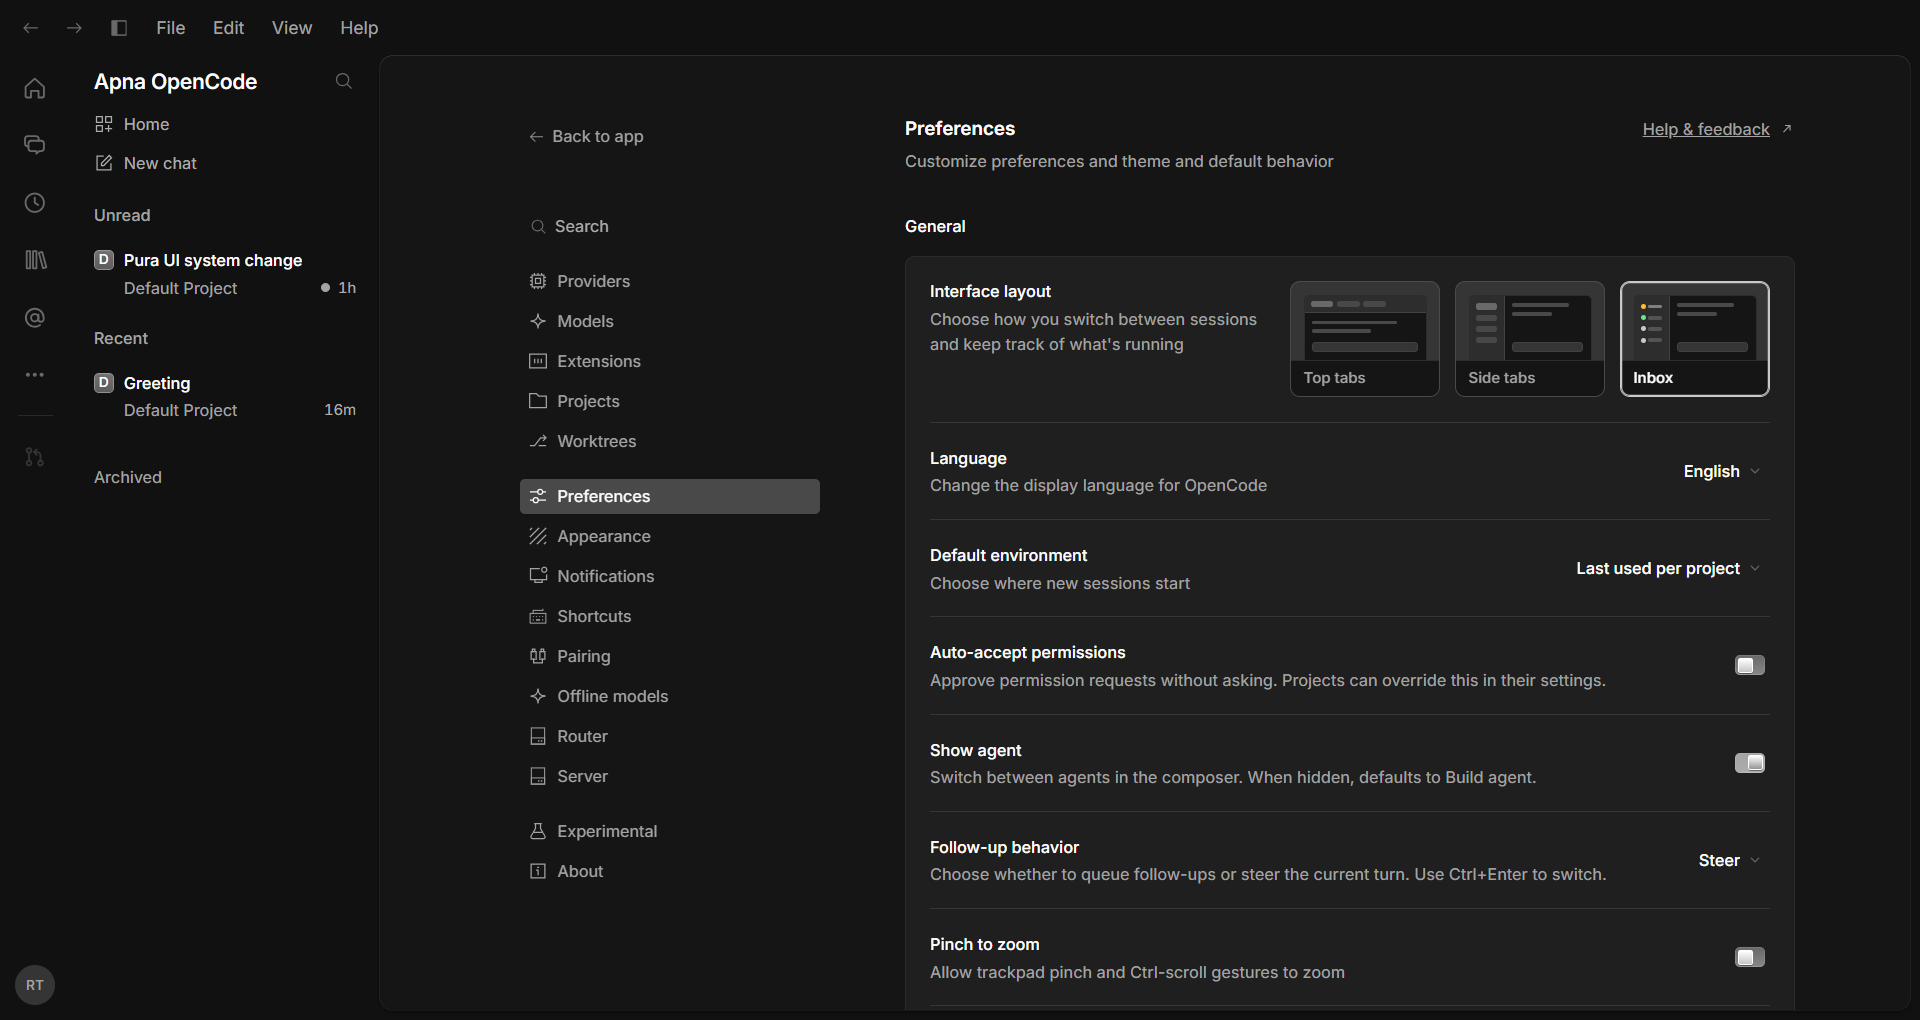 File Edit View Help
Apna OpenCode
Home
New chat
Unread
D Pura UI system change
Default Project 1h
Recent
D Greeting
Default Project 16m
Archived
RT
Back to app
Search
Providers
Models
Extensions
Projects
Worktrees
Preferences
Appearance
Notifications
Shortcuts
Pairing
Offline models
Router
Server
Experimental
About
Preferences
Help & feedback
Customize preferences and theme and default behavior
General
Interface layout
Choose how you switch between sessions
and keep track of what's running
Top tabs
Side tabs
Inbox
Language
Change the display language for OpenCode
English
Default environment
Choose where new sessions start
Last used per project
Auto-accept permissions
Approve permission requests without asking. Projects can override this in their settings.
Show agent
Switch between agents in the composer. When hidden, defaults to Build agent.
Follow-up behavior
Choose whether to queue follow-ups or steer the current turn. Use Ctrl+Enter to switch.
Steer
Pinch to zoom
Allow trackpad pinch and Ctrl-scroll gestures to zoom